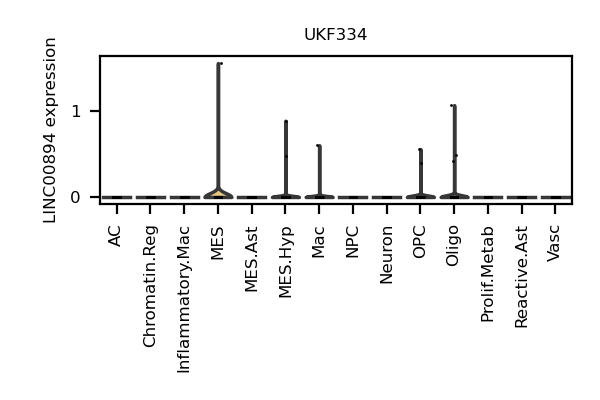 UKF334
LINC00894 expression
1
0
AC
Chromatin.Reg
Inflammatory.Mac
MES
MES.Ast
MES.Hyp
Mac
NPC
Neuron
OPC
Oligo
Prolif.Metab
Reactive.Ast
Vasc